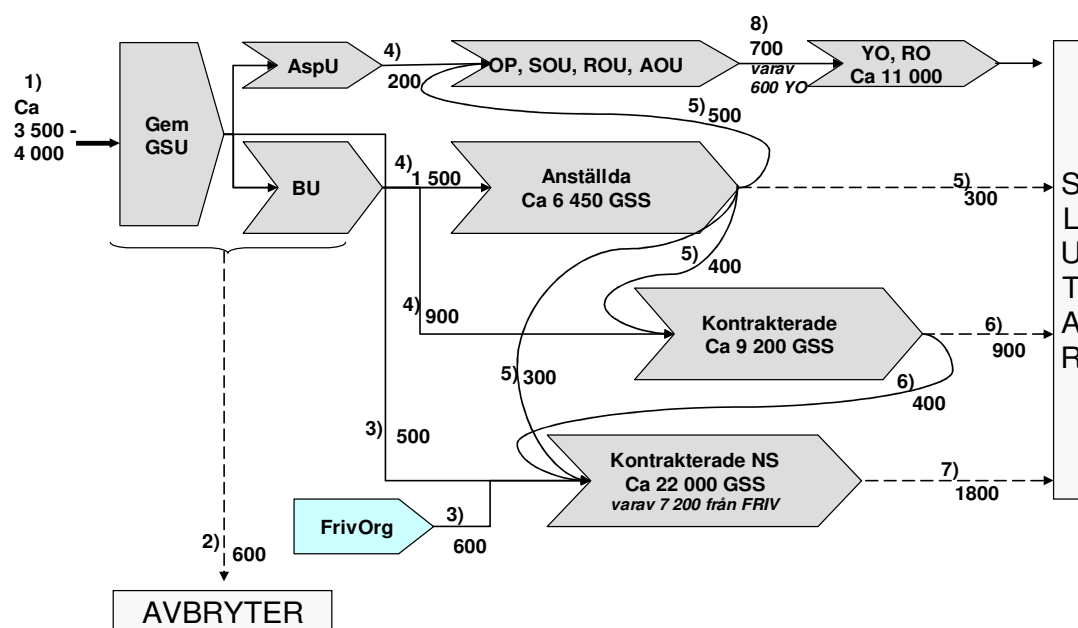 1)
Ca
3 500 -
4 000
Gem
GSU
AspU
4)
200
OP, SOU, ROU, AOU
8)
700
varav
600 YO
YO, RO
Ca 11 000
5)
500
BU
4)
1 500
Anställda
Ca 6 450 GSS
5)
300
5)
400
4)
900
Kontrakterade
Ca 9 200 GSS
6)
900
5)
300
6)
400
3)
500
Kontrakterade NS
Ca 22 000 GSS
varav 7 200 från FRIV
7)
1800
FrivOrg
3)
600
2)
600
AVBRYTER
S
L
U
T
A
R